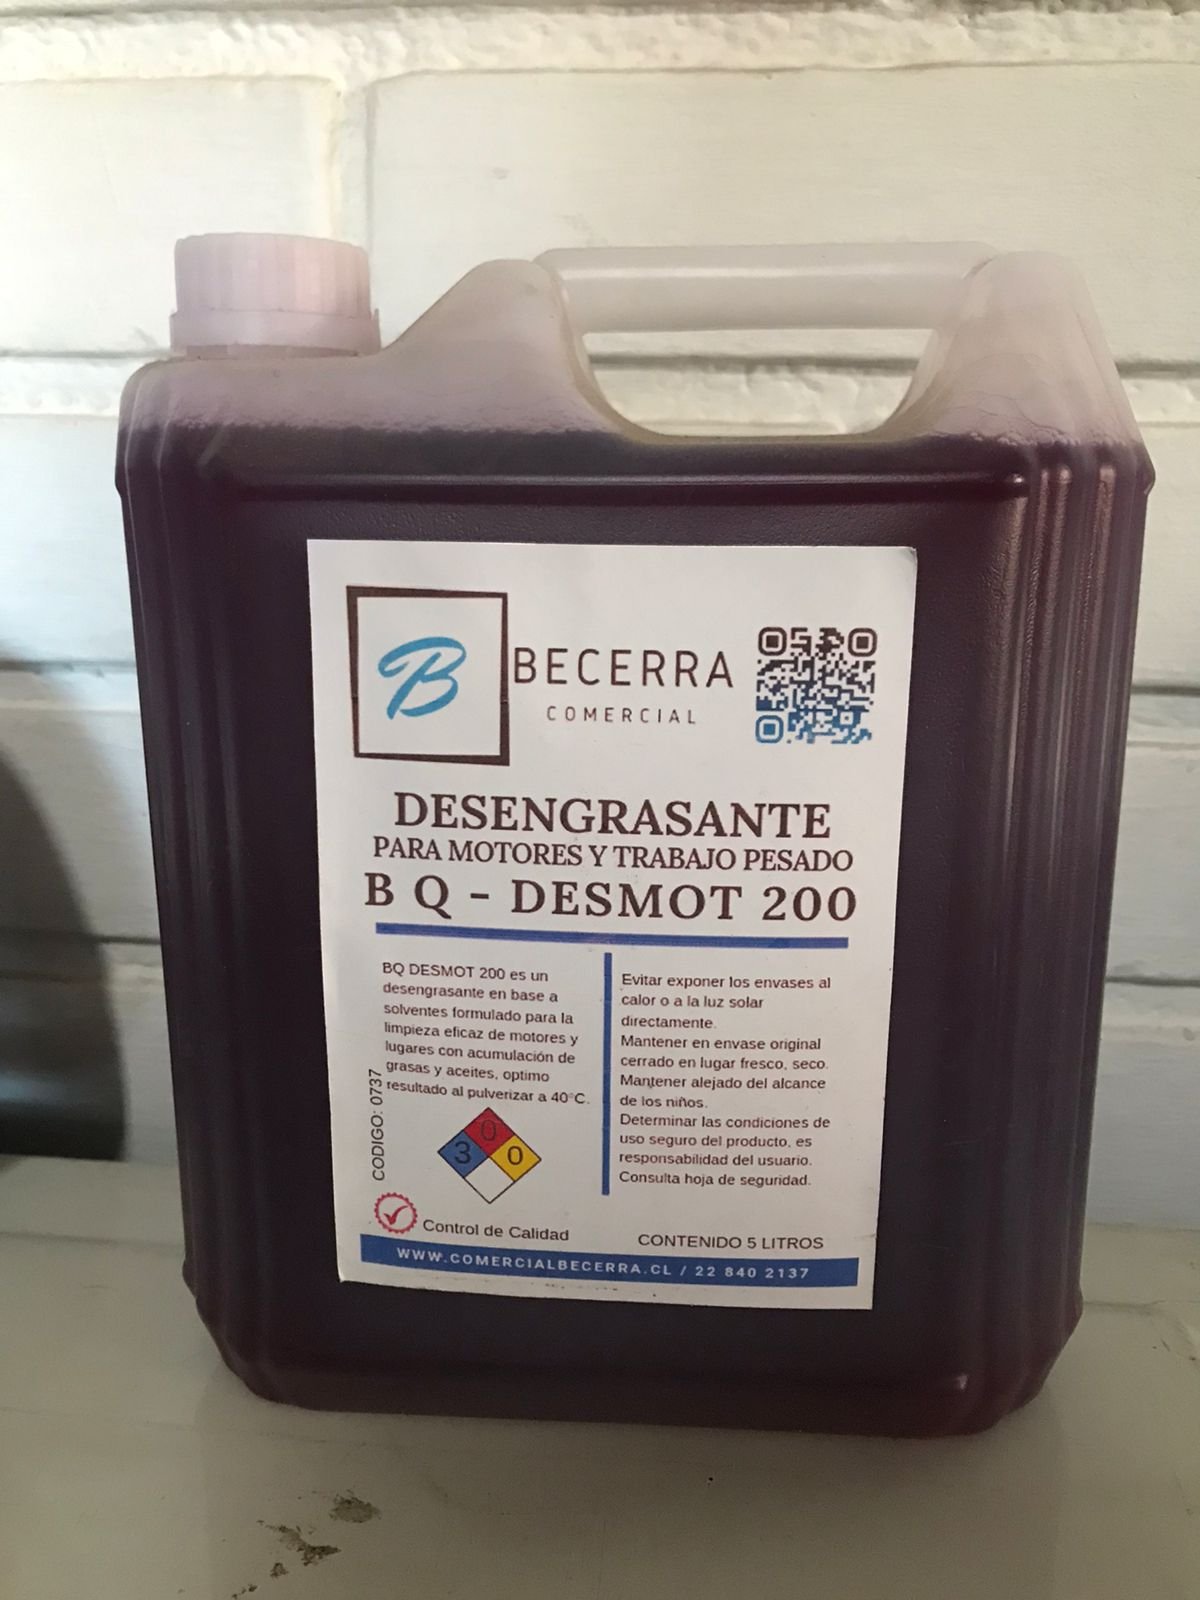 B
BECERRA
COMERCIAL
DESENGRASANTE
PARA MOTORES Y TRABAJO PESADO
B Q - DESMOT 200
BQ DESMOT 200 es un
desengrasante en base a
solventes formulado para la
limpieza eficaz de motores y
lugares con acumulación de
grasas y aceites, optimo
resultado al pulverizar a 40°C.
CODIGO: 0737
0
3
0
Control de Calidad
Evitar exponer los envases al
calor o a la luz solar
directamente.
Mantener en envase original
cerrado en lugar fresco, seco.
Mantener alejado del alcance
de los niños.
Determinar las condiciones de
uso seguro del producto, es
responsabilidad del usuario.
Consulta hoja de seguridad.
CONTENIDO 5 LITROS
WWW.COMERCIALBECERRA.CL / 22 840 2137